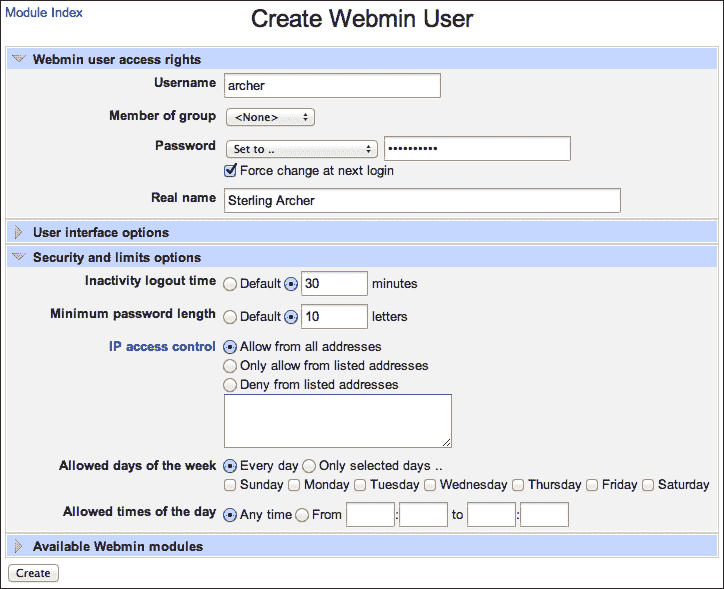 Module Index
Create Webmin User
Webmin user access rights
Username archer
Member of group <None>
Password Set to .. ••••••••••
Force change at next login
Real name Sterling Archer
User interface options
Security and limits options
Inactivity logout time Default 30 minutes
Minimum password length Default 10 letters
IP access control Allow from all addresses
Only allow from listed addresses
Deny from listed addresses
Allowed days of the week Every day Only selected days ..
Sunday Monday Tuesday Wednesday Thursday Friday Saturday
Allowed times of the day Any time From : to :
Available Webmin modules
Create